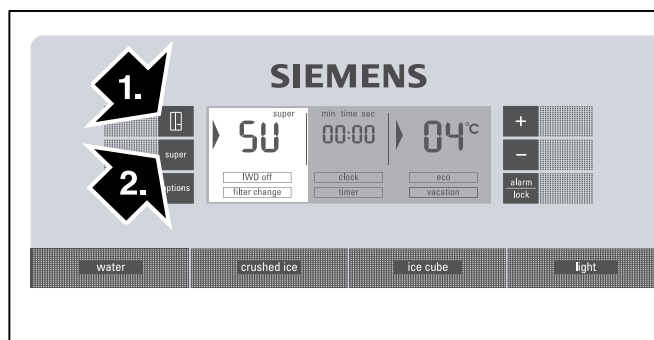 SIEMENS
1.
super
min time sec
SU
00:00
04°C
+
super
−
2.
options
IWD off
clock
eco
alarm
lock
filter change
timer
vacation
water
crushed ice
ice cube
light